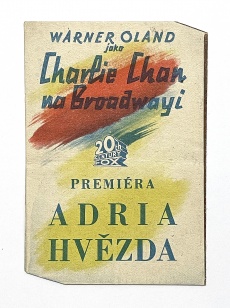 WARNER OLAND
jako
Charlie Chan
na Broadwayi
20th
CENTURY
FOX
PREMIÉRA
ADRIA
HVĚZDA